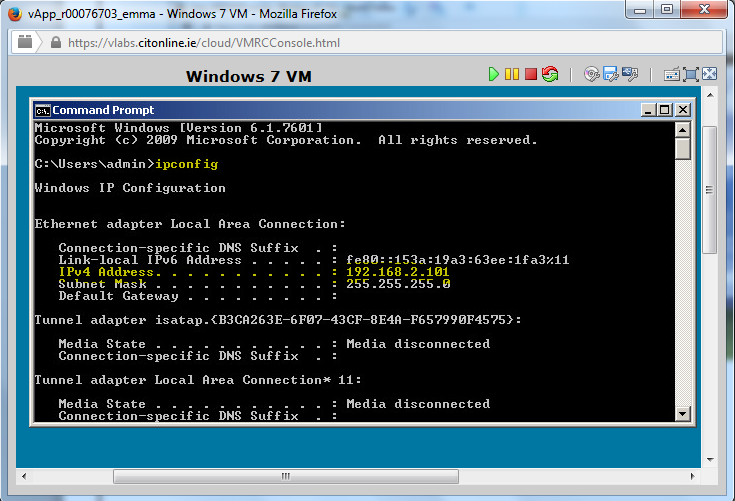 vApp_r00076703_emma - Windows 7 VM - Mozilla Firefox
https://vlabs.citonline.ie/cloud/VMRCConsole.html
Windows 7 VM
C:\. Command Prompt
Microsoft Windows [Version 6.1.7601]
Copyright (c) 2009 Microsoft Corporation.  All rights reserved.
C:\Users\admin>ipconfig
Windows IP Configuration
Ethernet adapter Local Area Connection:
Connection-specific DNS Suffix  . :
Link-local IPv6 Address . . . . . : fe80::153a:19a3:63ee:1fa3%11
IPv4 Address. . . . . . . . . . . : 192.168.2.101
Subnet Mask . . . . . . . . . . . : 255.255.255.0
Default Gateway . . . . . . . . . :
Tunnel adapter isatap.{B3CA263E-6F07-43CF-8E4A-F657990F4575}:
Media State . . . . . . . . . . . : Media disconnected
Connection-specific DNS Suffix  . :
Tunnel adapter Local Area Connection* 11:
Media State . . . . . . . . . . . : Media disconnected
Connection-specific DNS Suffix  . :